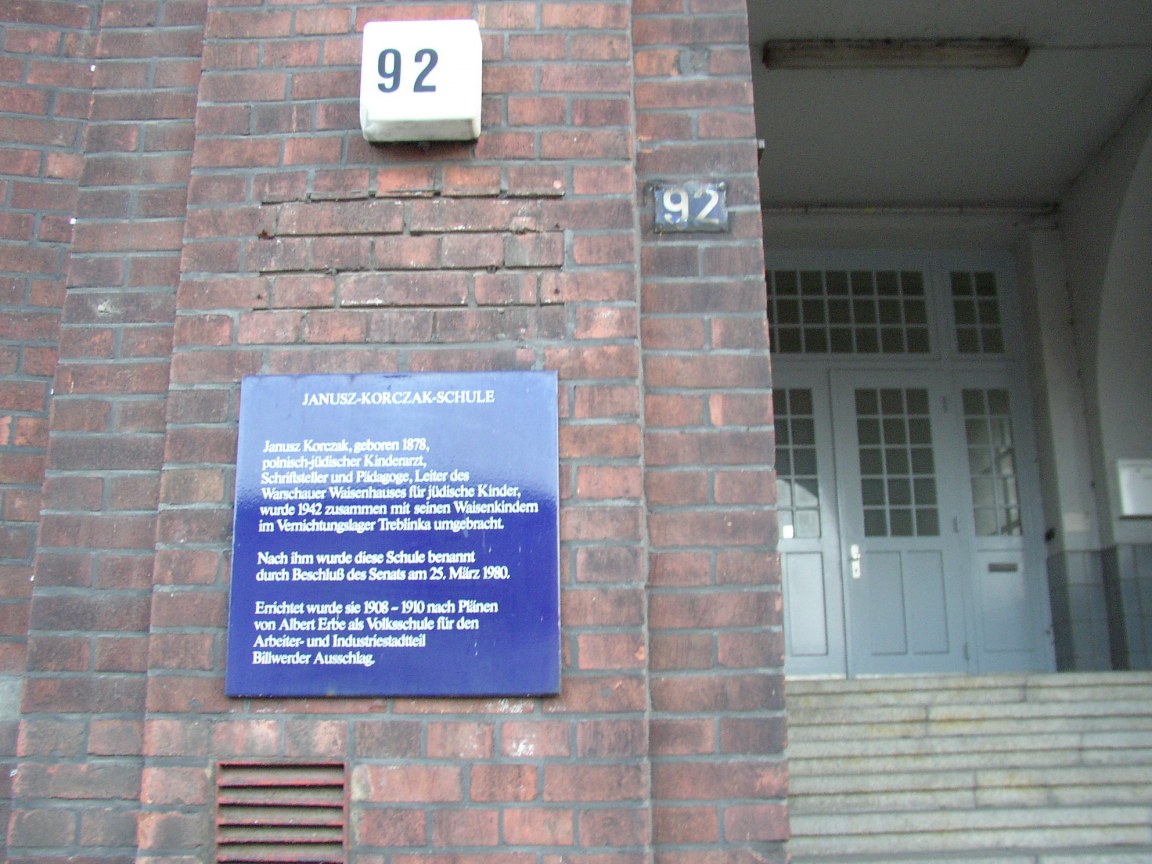 92
92
JANUSZ-KORCZAK-SCHULE
Janusz Korczak, geboren 1878,
polnisch-jüdischer Kinderarzt,
Schriftsteller und Pädagoge, Leiter des
Warschauer Waisenhauses für jüdische Kinder,
wurde 1942 zusammen mit seinen Waisenkindern
im Vernichtungslager Treblinka umgebracht.
Nach ihm wurde diese Schule benannt
durch Beschluß des Senats am 25. März 1980.
Errichtet wurde sie 1908 – 1910 nach Plänen
von Albert Erbe als Volksschule für den
Arbeiter- und Industriestadtteil
Billwerder Ausschlag.